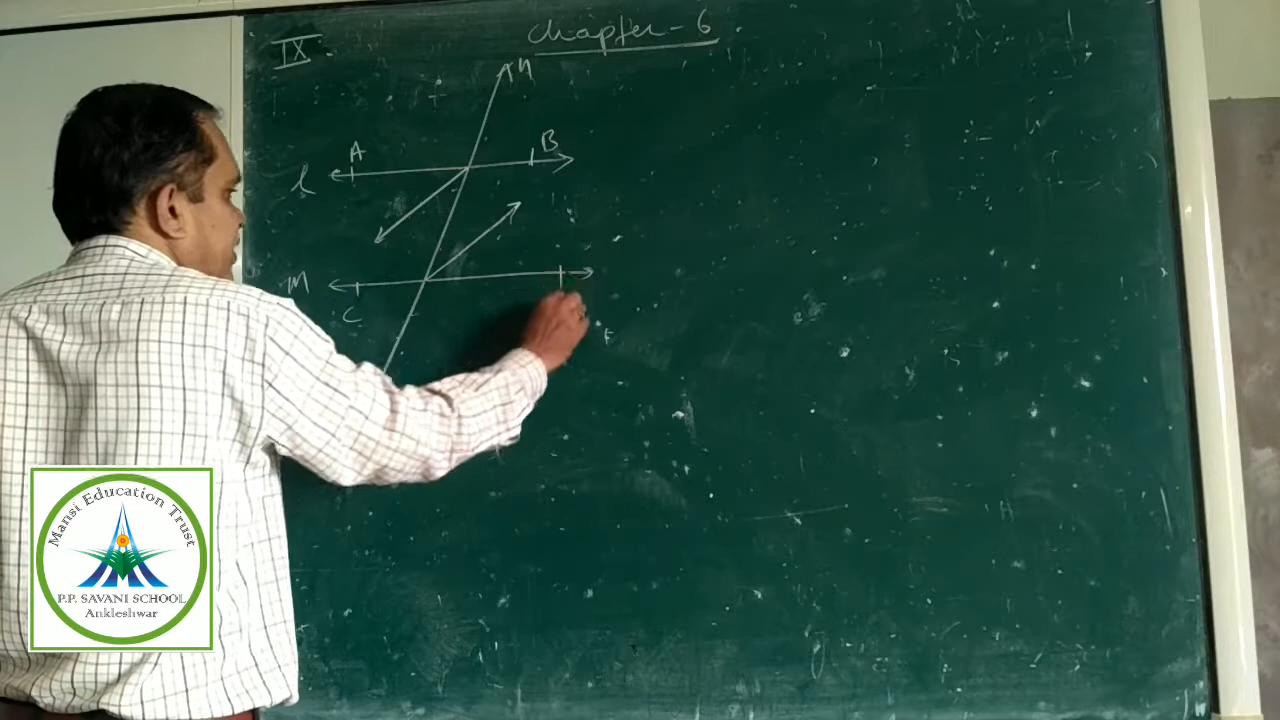 Chapter - 6
IX
n
A
B
l
m
C
Mansi Education Trust
P.P. SAVANI SCHOOL
Ankleshwar